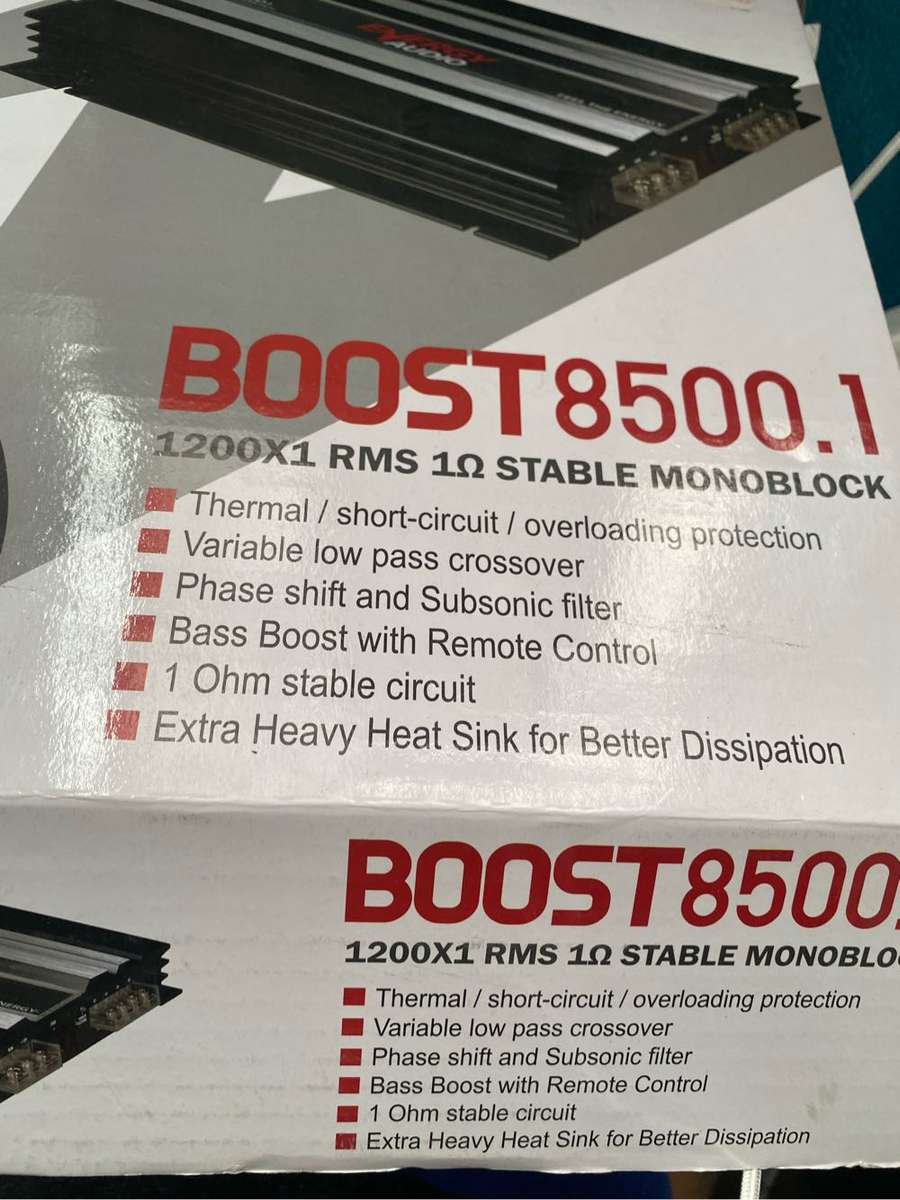 ENERGY
AUDIO
BOOST8500.1
1200X1 RMS 1Ω STABLE MONOBLOCK
Thermal / short-circuit / overloading protection
Variable low pass crossover
Phase shift and Subsonic filter
Bass Boost with Remote Control
1 Ohm stable circuit
Extra Heavy Heat Sink for Better Dissipation
BOOST8500.
1200X1 RMS 1Ω STABLE MONOBLO
Thermal / short-circuit / overloading protection
Variable low pass crossover
Phase shift and Subsonic filter
Bass Boost with Remote Control
1 Ohm stable circuit
Extra Heavy Heat Sink for Better Dissipation